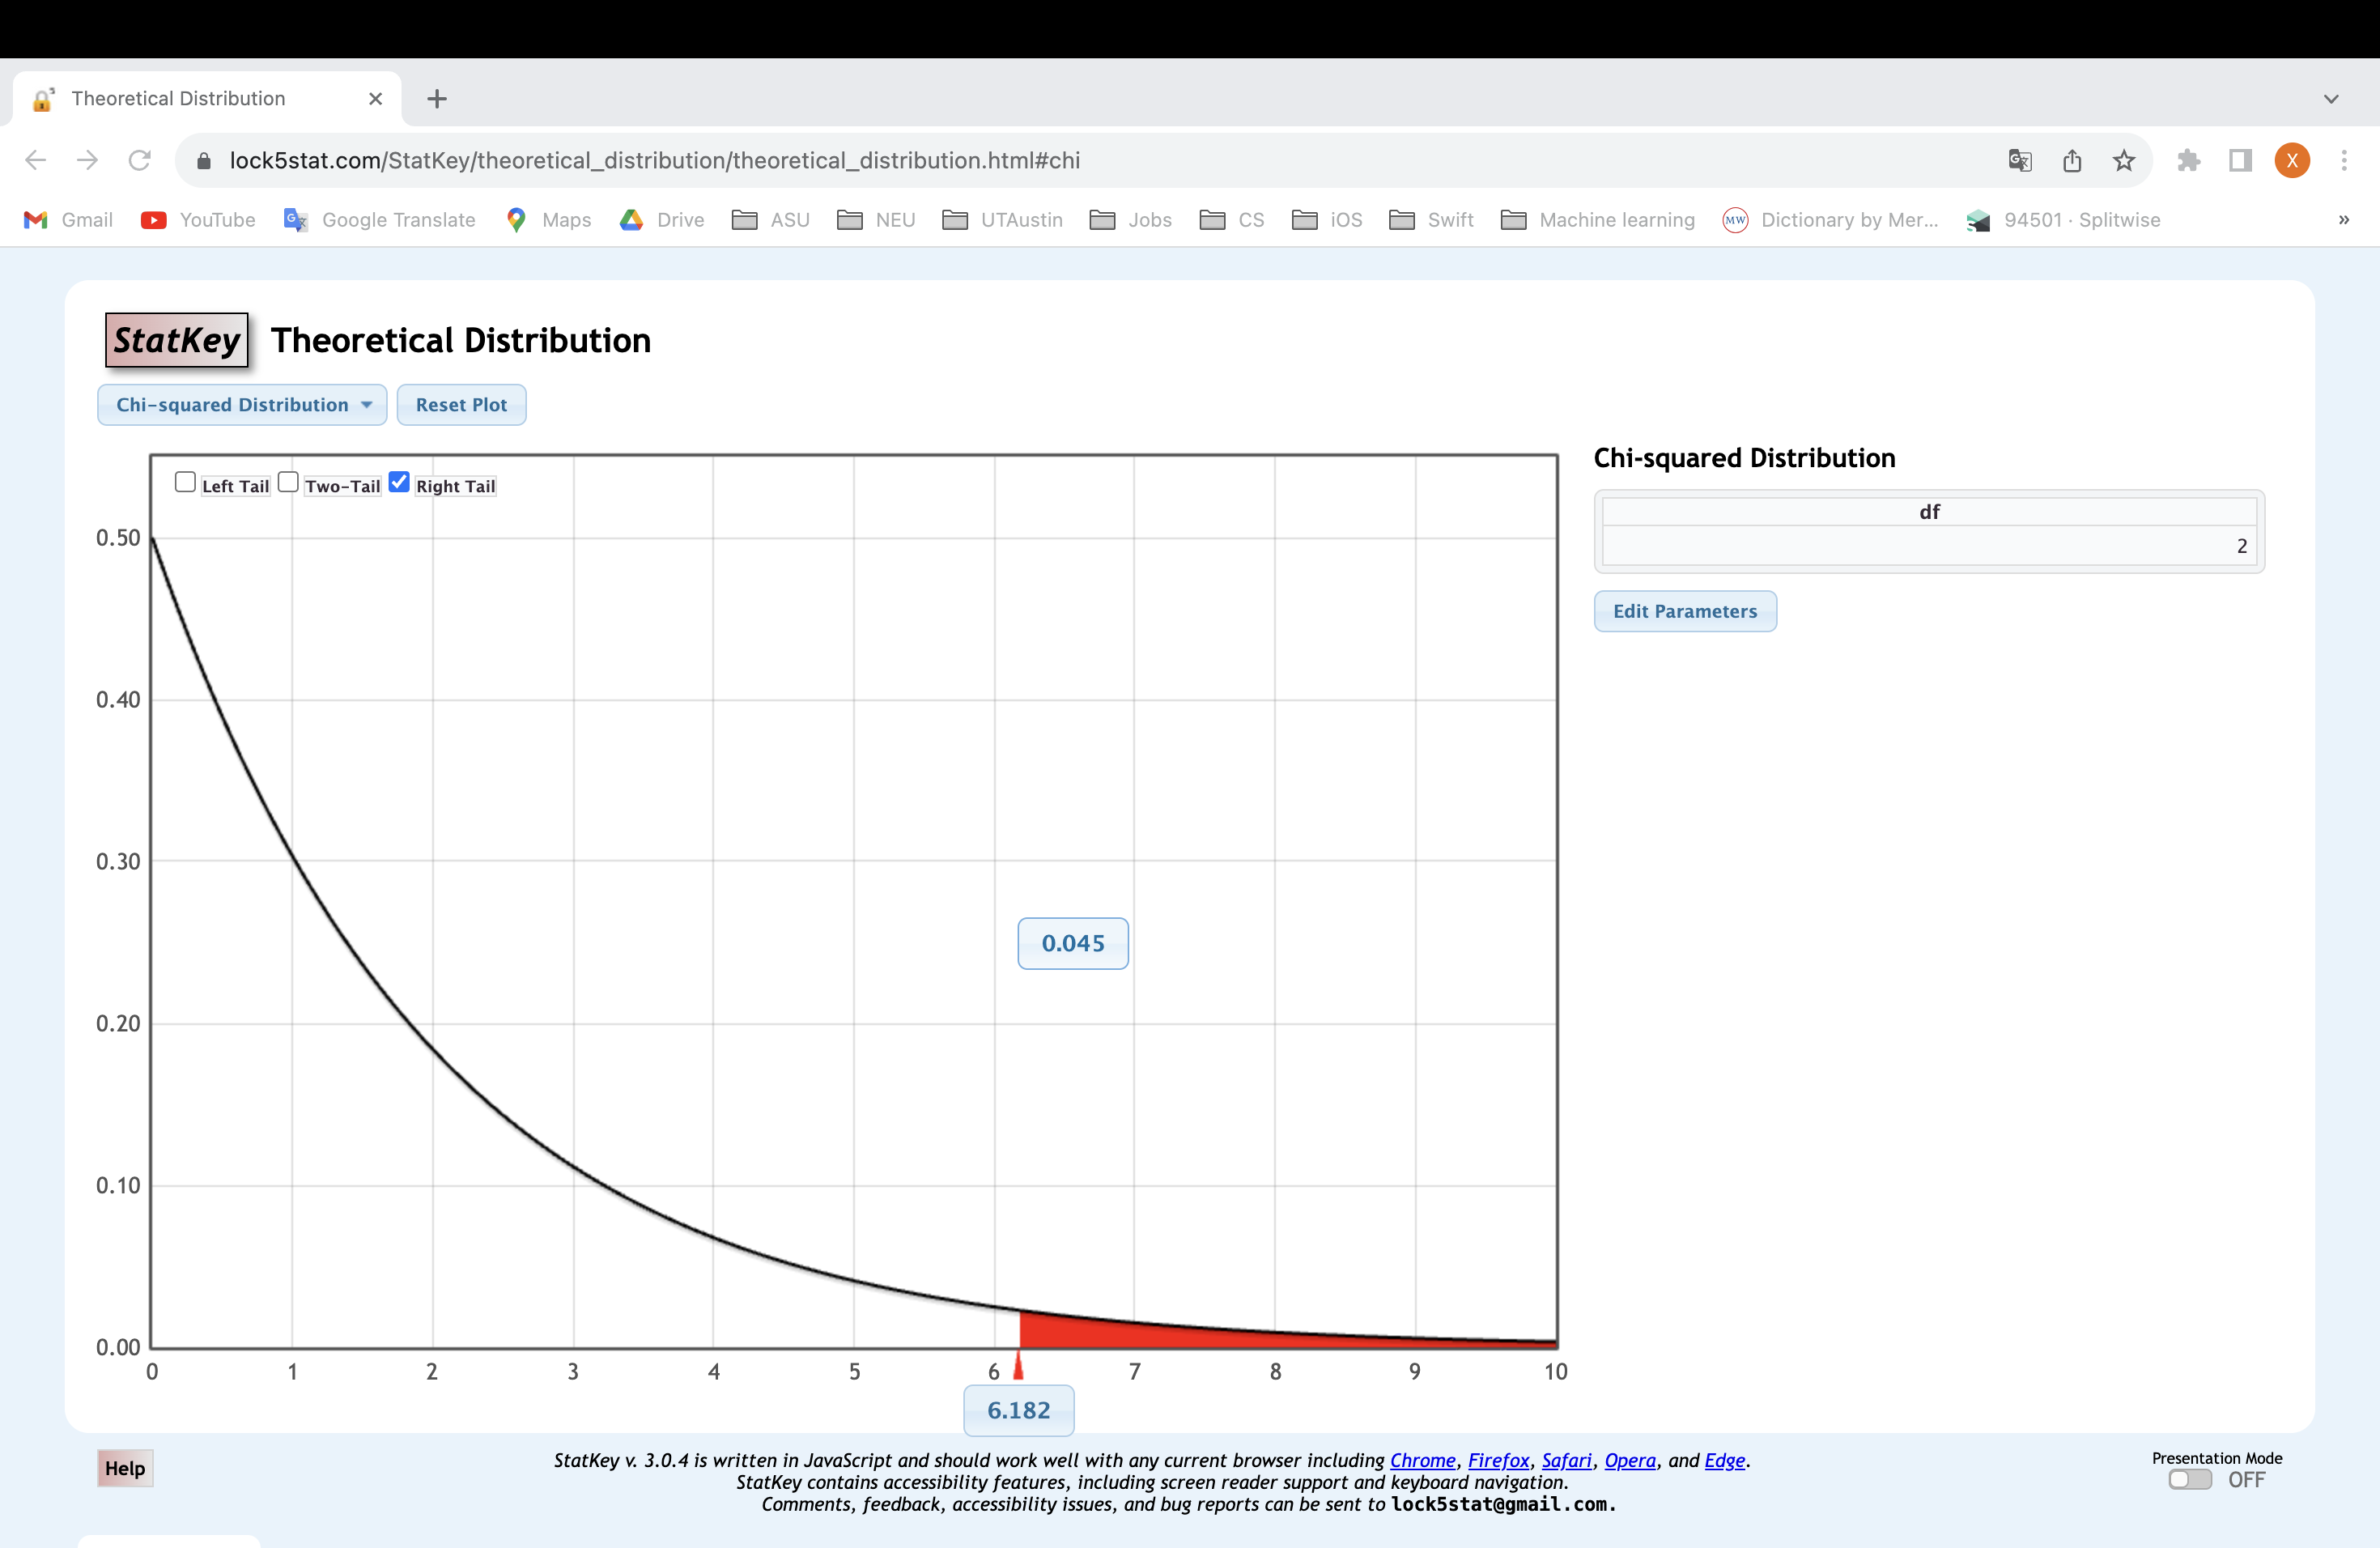 Theoretical Distribution
lock5stat.com/StatKey/theoretical_distribution/theoretical_distribution.html#chi
X
Gmail YouTube Google Translate Maps Drive ASU NEU UTAustin Jobs CS iOS Swift Machine learning MW Dictionary by Mer... 94501 · Splitwise »
StatKey Theoretical Distribution
Chi-squared Distribution Reset Plot
Chi-squared Distribution
Left Tail Two-Tail Right Tail
df
2
Edit Parameters
0.50
0.40
0.30
0.20
0.10
0.00
0.045
0 1 2 3 4 5 6 7 8 9 10
6.182
Help
StatKey v. 3.0.4 is written in JavaScript and should work well with any current browser including Chrome, Firefox, Safari, Opera, and Edge.
StatKey contains accessibility features, including screen reader support and keyboard navigation.
Comments, feedback, accessibility issues, and bug reports can be sent to lock5stat@gmail.com.
Presentation Mode
OFF